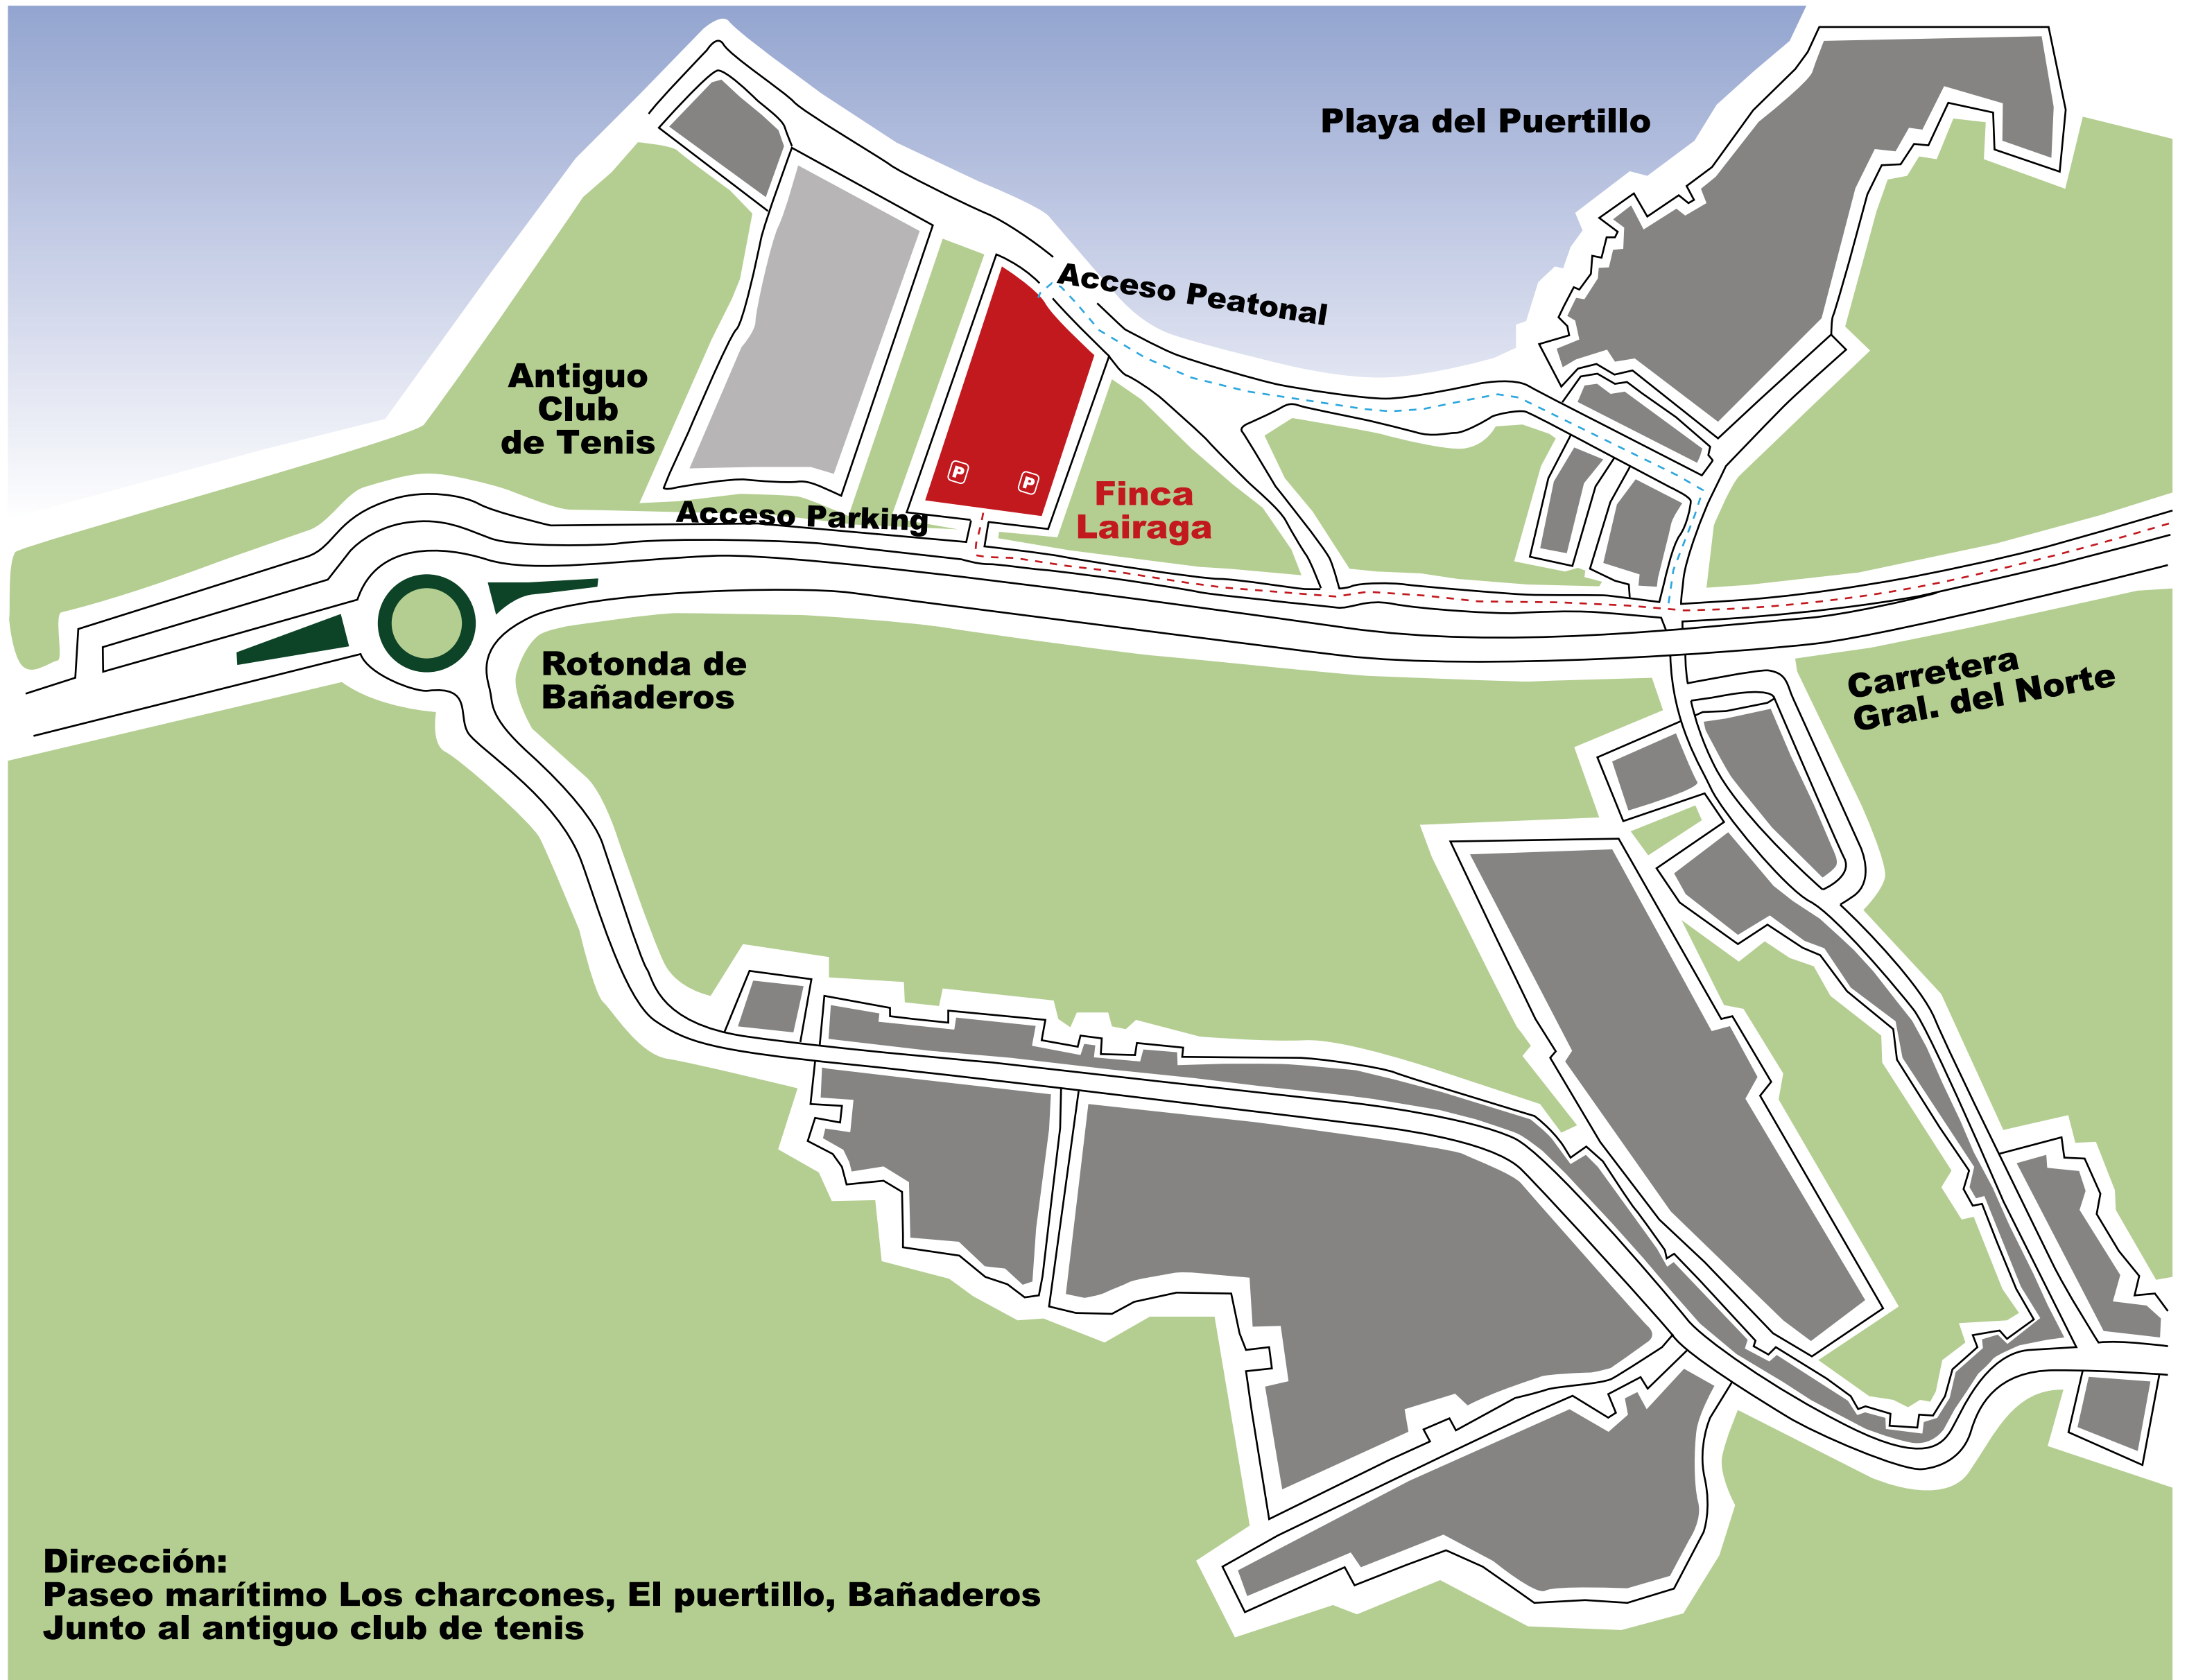 Playa del Puertillo
Acceso Peatonal
Antiguo
Club
de Tenis
P
P
Finca
Lairaga
Acceso Parking
Rotonda de
Bañaderos
Carretera
Gral. del Norte
Dirección:
Paseo marítimo Los charcones, El puertillo, Bañaderos
Junto al antiguo club de tenis